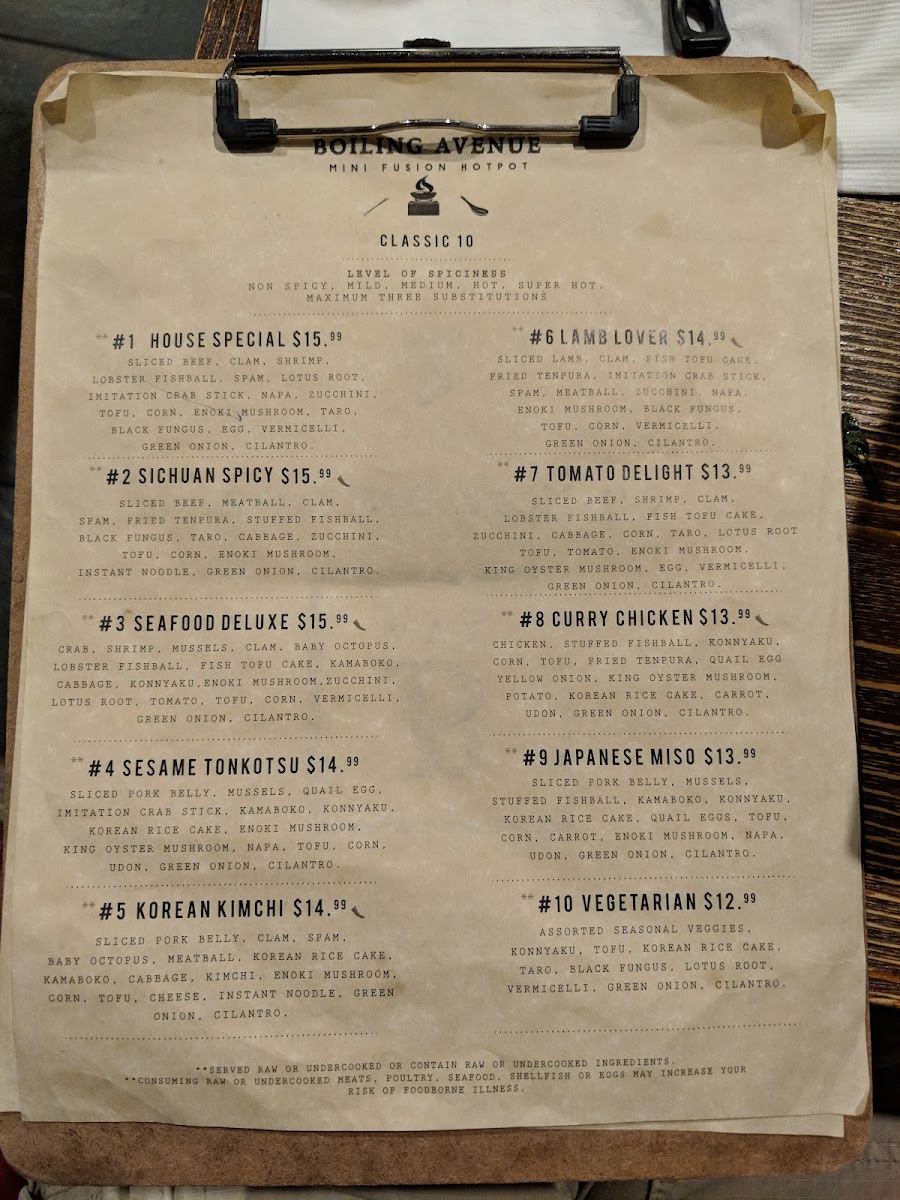 BOILING AVENUE
MINI FUSION HOTPOT
CLASSIC 10
LEVEL OF SPICINESS
NON SPICY, MILD, MEDIUM, HOT, SUPER HOT.
MAXIMUM THREE SUBSTITUTIONS
**#1 HOUSE SPECIAL $15.99
SLICED BEEF, CLAM, SHRIMP,
LOBSTER FISHBALL, SPAM, LOTUS ROOT,
IMITATION CRAB STICK, NAPA, ZUCCHINI,
TOFU, CORN, ENOKI MUSHROOM, TARO,
BLACK FUNGUS, EGG, VERMICELLI,
GREEN ONION, CILANTRO.
**#2 SICHUAN SPICY $15.99
SLICED BEEF, MEATBALL, CLAM,
SPAM, FRIED TENPURA, STUFFED FISHBALL,
BLACK FUNGUS, TARO, CABBAGE, ZUCCHINI,
TOFU, CORN, ENOKI MUSHROOM,
INSTANT NOODLE, GREEN ONION, CILANTRO.
**#3 SEAFOOD DELUXE $15.99
CRAB, SHRIMP, MUSSELS, CLAM, BABY OCTOPUS,
LOBSTER FISHBALL, FISH TOFU CAKE, KAMABOKO,
CABBAGE, KONNYAKU,ENOKI MUSHROOM,ZUCCHINI,
LOTUS ROOT, TOMATO, TOFU, CORN, VERMICELLI,
GREEN ONION, CILANTRO.
**#4 SESAME TONKOTSU $14.99
SLICED PORK BELLY, MUSSELS, QUAIL EGG,
IMITATION CRAB STICK, KAMABOKO, KONNYAKU,
KOREAN RICE CAKE, ENOKI MUSHROOM,
KING OYSTER MUSHROOM, NAPA, TOFU, CORN,
UDON, GREEN ONION, CILANTRO.
**#5 KOREAN KIMCHI $14.99
SLICED PORK BELLY, CLAM, SPAM,
BABY OCTOPUS, MEATBALL, KOREAN RICE CAKE,
KAMABOKO, CABBAGE, KIMCHI, ENOKI MUSHROOM,
CORN, TOFU, CHEESE, INSTANT NOODLE, GREEN
ONION, CILANTRO.
**#6 LAMB LOVER $14.99
SLICED LAMB, CLAM, FISH TOFU CAKE,
FRIED TENPURA, IMITATION CRAB STICK,
SPAM, MEATBALL, ZUCCHINI, NAPA,
ENOKI MUSHROOM, BLACK FUNGUS,
TOFU, CORN, VERMICELLI,
GREEN ONION, CILANTRO.
**#7 TOMATO DELIGHT $13.99
SLICED BEEF, SHRIMP, CLAM,
LOBSTER FISHBALL, FISH TOFU CAKE,
ZUCCHINI, CABBAGE, CORN, TARO, LOTUS ROOT
TOFU, TOMATO, ENOKI MUSHROOM,
KING OYSTER MUSHROOM, EGG, VERMICELLI,
GREEN ONION, CILANTRO.
**#8 CURRY CHICKEN $13.99
CHICKEN, STUFFED FISHBALL, KONNYAKU,
CORN, TOFU, FRIED TENPURA, QUAIL EGG
YELLOW ONION, KING OYSTER MUSHROOM,
POTATO, KOREAN RICE CAKE, CARROT,
UDON, GREEN ONION, CILANTRO.
**#9 JAPANESE MISO $13.99
SLICED PORK BELLY, MUSSELS,
STUFFED FISHBALL, KAMABOKO, KONNYAKU,
KOREAN RICE CAKE, QUAIL EGGS, TOFU,
CORN, CARROT, ENOKI MUSHROOM, NAPA,
UDON, GREEN ONION, CILANTRO.
**#10 VEGETARIAN $12.99
ASSORTED SEASONAL VEGGIES,
KONNYAKU, TOFU, KOREAN RICE CAKE,
TARO, BLACK FUNGUS, LOTUS ROOT,
VERMICELLI, GREEN ONION, CILANTRO.
**SERVED RAW OR UNDERCOOKED OR CONTAIN RAW OR UNDERCOOKED INGREDIENTS.
**CONSUMING RAW OR UNDERCOOKED MEATS, POULTRY, SEAFOOD, SHELLFISH OR EGGS MAY INCREASE YOUR
RISK OF FOODBORNE ILLNESS.